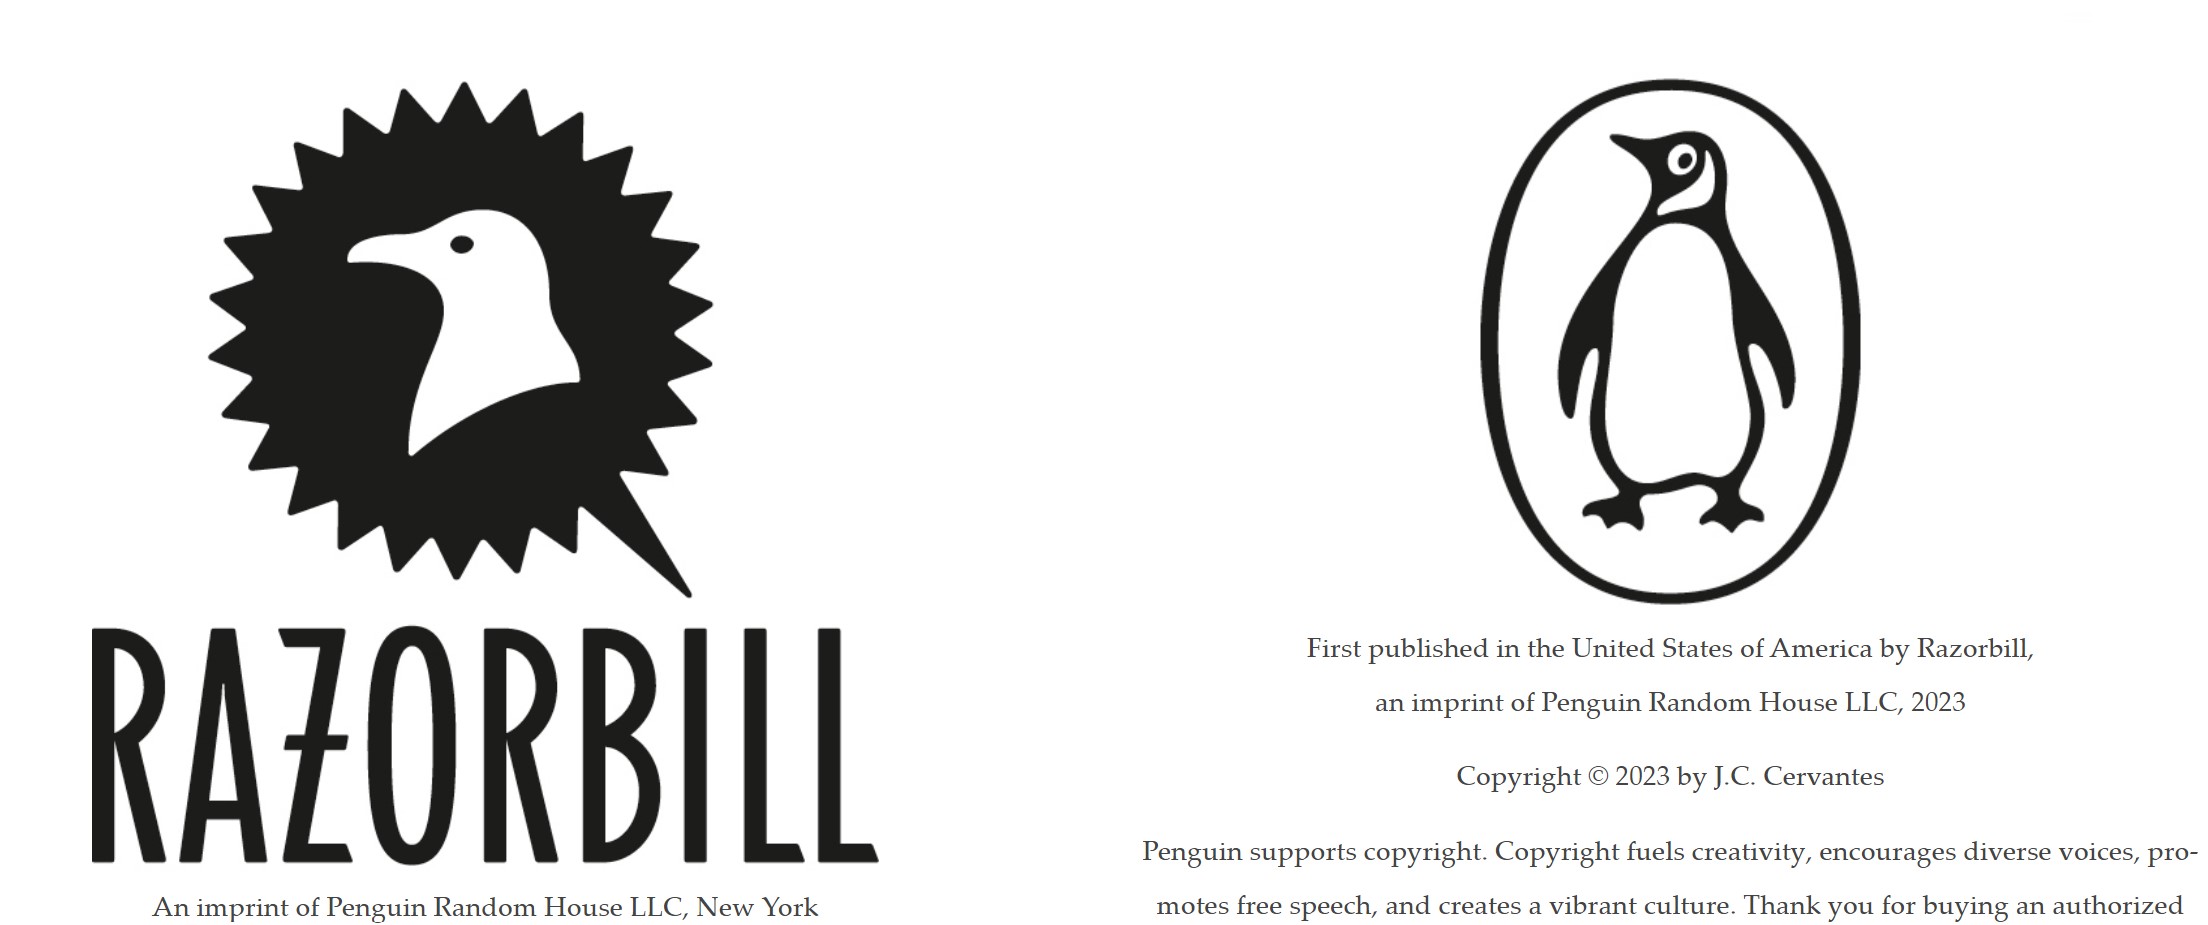 RAZORBILL
An imprint of Penguin Random House LLC, New York
First published in the United States of America by Razorbill,
an imprint of Penguin Random House LLC, 2023
Copyright © 2023 by J.C. Cervantes
Penguin supports copyright. Copyright fuels creativity, encourages diverse voices, pro-
motes free speech, and creates a vibrant culture. Thank you for buying an authorized